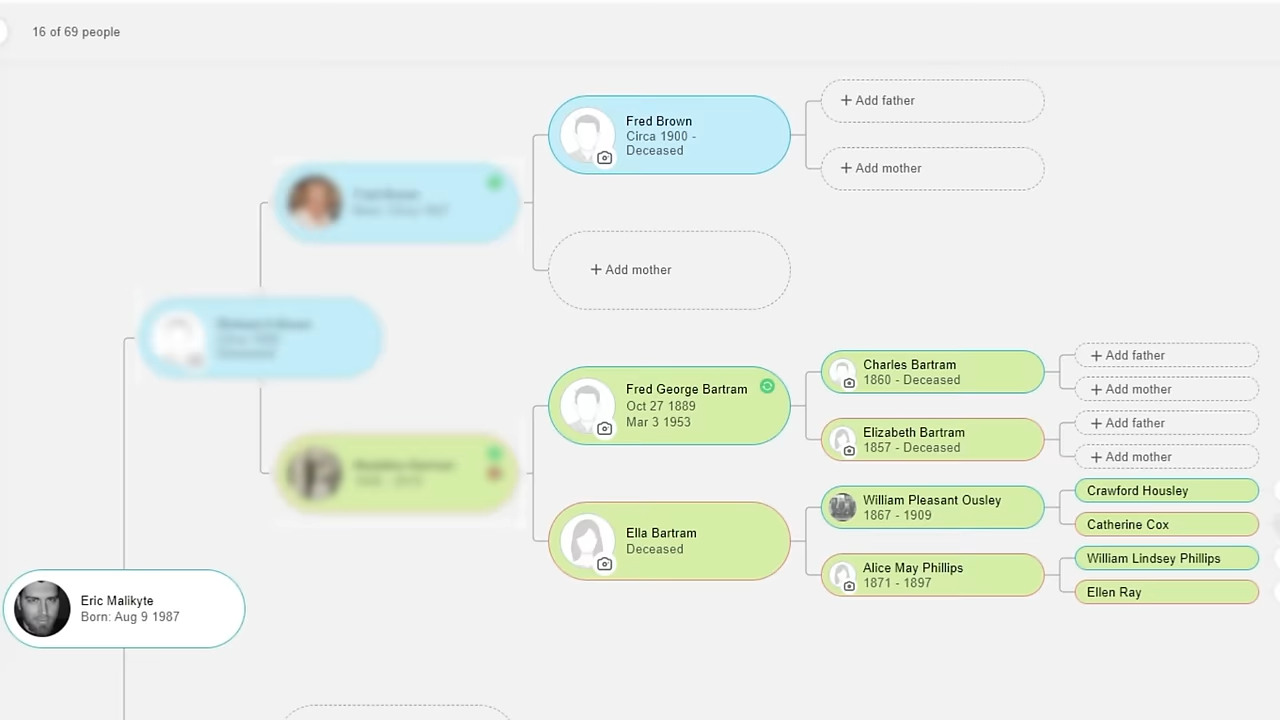 16 of 69 people
Fred Brown
Circa 1900 -
Deceased
+ Add father
+ Add mother
+ Add mother
Fred George Bartram
Oct 27 1889
Mar 3 1953
Charles Bartram
1860 - Deceased
+ Add father
+ Add mother
Elizabeth Bartram
1857 - Deceased
+ Add father
+ Add mother
Ella Bartram
Deceased
William Pleasant Ousley
1867 - 1909
Crawford Housley
Catherine Cox
Alice May Phillips
1871 - 1897
William Lindsey Phillips
Ellen Ray
Eric Malikyte
Born: Aug 9 1987